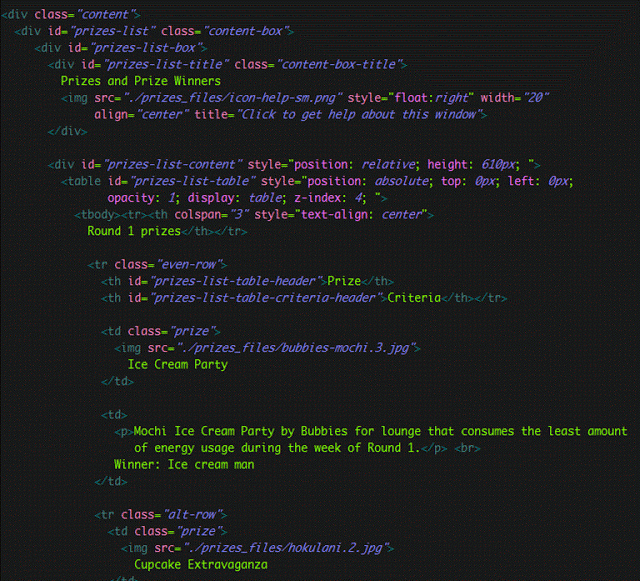 <div class="content">
<div id="prizes-list" class="content-box">
<div id="prizes-list-box">
<div id="prizes-list-title" class="content-box-title">
Prizes and Prize Winners
<img src="./prizes_files/icon-help-sm.png" style="float:right" width="20"
align="center" title="Click to get help about this window">
</div>
<div id="prizes-list-content" style="position: relative; height: 610px; ">
<table id="prizes-list-table" style="position: absolute; top: 0px; left: 0px;
opacity: 1; display: table; z-index: 4; ">
<tbody><tr><th colspan="3" style="text-align: center">
Round 1 prizes</th></tr>
<tr class="even-row">
<th id="prizes-list-table-header">Prize</th>
<th id="prizes-list-table-criteria-header">Criteria</th></tr>
<td class="prize">
<img src="./prizes_files/bubbies-mochi.3.jpg">
Ice Cream Party
</td>
<td>
<p>Mochi Ice Cream Party by Bubbies for lounge that consumes the least amount
of energy usage during the week of Round 1.</p> <br>
Winner: Ice cream man
</td>
<tr class="alt-row">
<td class="prize">
<img src="./prizes_files/hokulani.2.jpg">
Cupcake Extravaganza
</td>